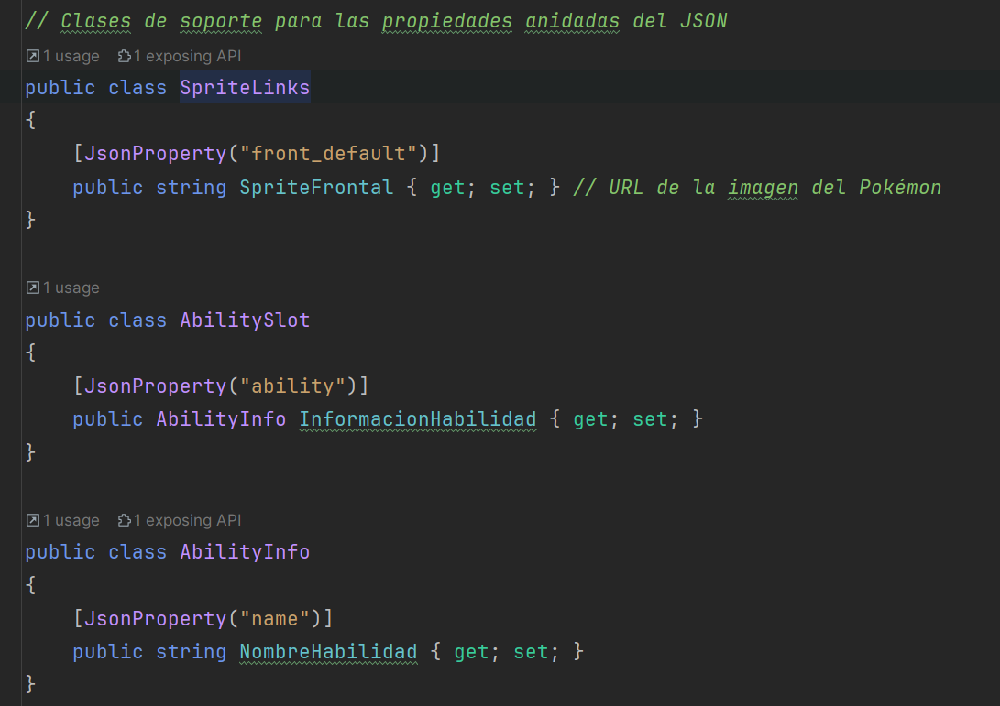 // Clases de soporte para las propiedades anidadas del JSON
1 usage 1 exposing API
public class SpriteLinks
{
[JsonProperty("front_default")]
public string SpriteFrontal { get; set; } // URL de la imagen del Pokémon
}
1 usage
public class AbilitySlot
{
[JsonProperty("ability")]
public AbilityInfo InformacionHabilidad { get; set; }
}
1 usage 1 exposing API
public class AbilityInfo
{
[JsonProperty("name")]
public string NombreHabilidad { get; set; }
}